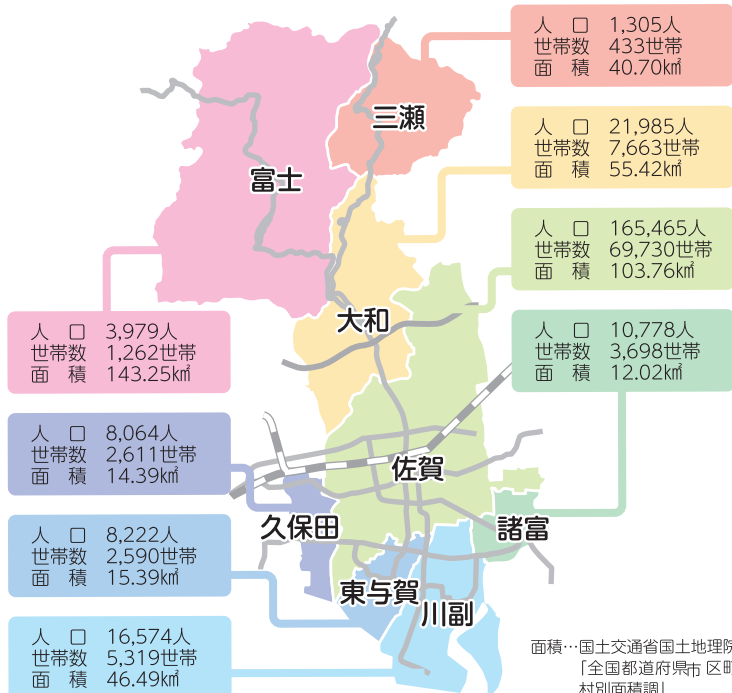 人　口　1,305人
世帯数　433世帯
面　積　40.70㎢
三瀬
人　口　21,985人
世帯数　7,663世帯
面　積　55.42㎢
富士
人　口　165,465人
世帯数　69,730世帯
面　積　103.76㎢
大和
人　口　3,979人
世帯数　1,262世帯
面　積　143.25㎢
人　口　10,778人
世帯数　3,698世帯
面　積　12.02㎢
人　口　8,064人
世帯数　2,611世帯
面　積　14.39㎢
佐賀
久保田
諸富
人　口　8,222人
世帯数　2,590世帯
面　積　15.39㎢
東与賀
川副
人　口　16,574人
世帯数　5,319世帯
面　積　46.49㎢
面積…国土交通省国土地理院
「全国都道府県市区町
村別面積調」